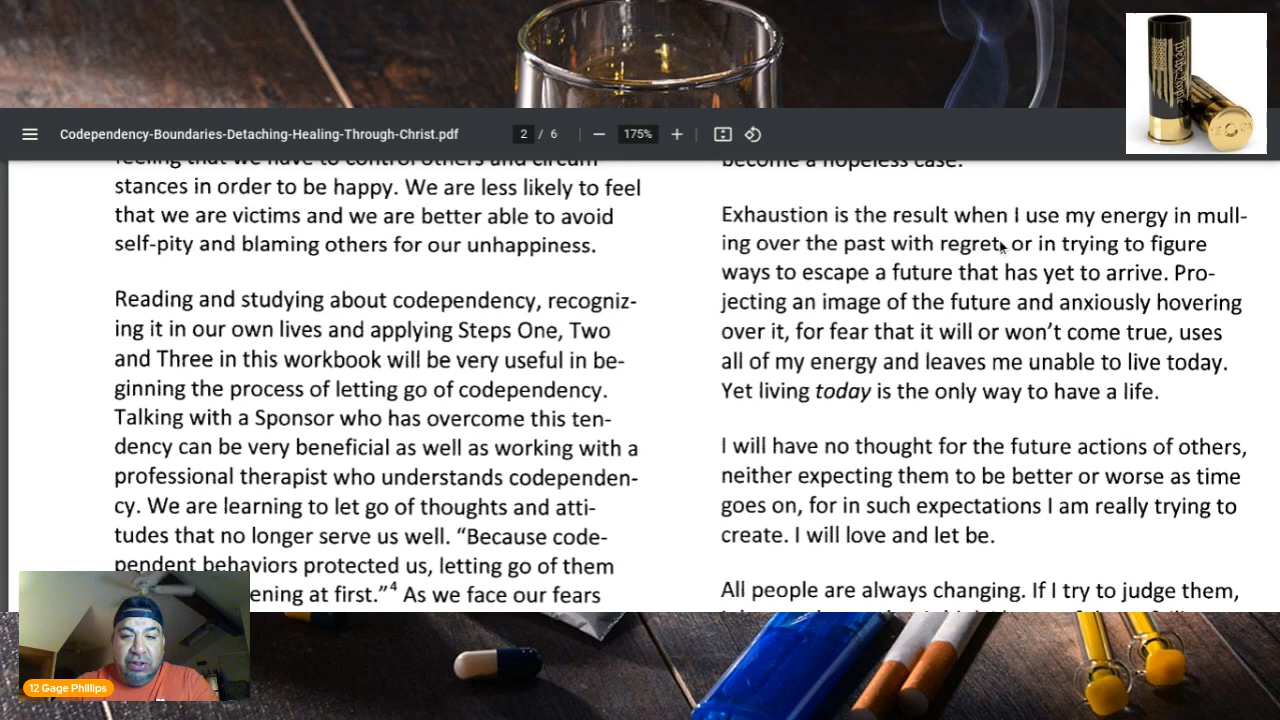 Codependency-Boundaries-Detaching-Healing-Through-Christ.pdf
2 / 6
175%
We the People
feeling that we have to control others and circum-
stances in order to be happy. We are less likely to feel
that we are victims and we are better able to avoid
self-pity and blaming others for our unhappiness.
Reading and studying about codependency, recogniz-
ing it in our own lives and applying Steps One, Two
and Three in this workbook will be very useful in be-
ginning the process of letting go of codependency.
Talking with a Sponsor who has overcome this ten-
dency can be very beneficial as well as working with a
professional therapist who understands codependen-
cy. We are learning to let go of thoughts and atti-
tudes that no longer serve us well. “Because code-
pendent behaviors protected us, letting go of them
ening at first.”4 As we face our fears
become a hopeless case.
Exhaustion is the result when I use my energy in mull-
ing over the past with regret, or in trying to figure
ways to escape a future that has yet to arrive. Pro-
jecting an image of the future and anxiously hovering
over it, for fear that it will or won’t come true, uses
all of my energy and leaves me unable to live today.
Yet living today is the only way to have a life.
I will have no thought for the future actions of others,
neither expecting them to be better or worse as time
goes on, for in such expectations I am really trying to
create. I will love and let be.
All people are always changing. If I try to judge them,
12 Gage Phillips